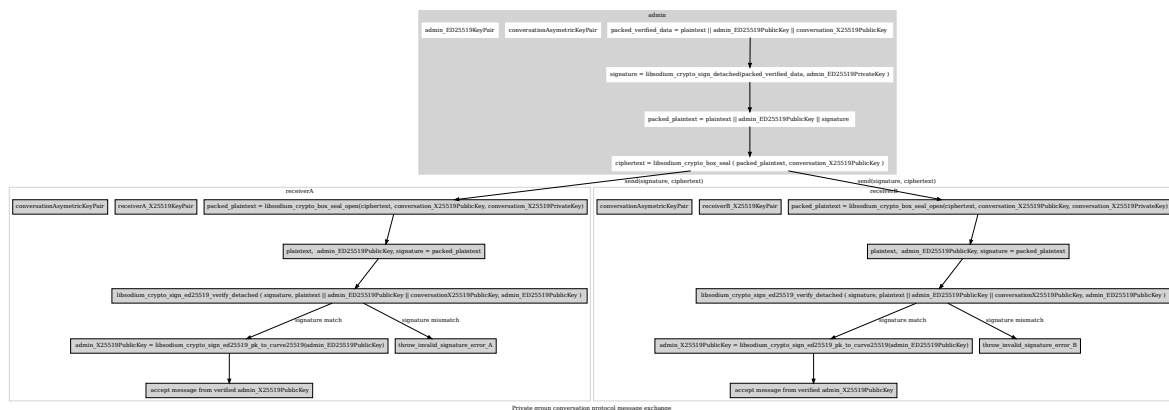 admin
admin_ED25519KeyPair
conversationAsymetricKeyPair
packed_verified_data = plaintext || admin_ED25519PublicKey || conversation_X25519PublicKey
signature = libsodium_crypto_sign_detached(packed_verified_data, admin_ED25519PrivateKey )
packed_plaintext = plaintext || admin_ED25519PublicKey || signature
ciphertext = libsodium_crypto_box_seal ( packed_plaintext, conversation_X25519PublicKey )
send(signature, ciphertext)
send(signature, ciphertext)
receiverA
conversationAsymetricKeyPair
receiverA_X25519KeyPair
packed_plaintext = libsodium_crypto_box_seal_open(ciphertext, conversation_X25519PublicKey, conversation_X25519PrivateKey)
plaintext, admin_ED25519PublicKey, signature = packed_plaintext
libsodium_crypto_sign_ed25519_verify_detached ( signature, plaintext || admin_ED25519PublicKey || conversationX25519PublicKey, admin_ED25519PublicKey )
signature match
signature mismatch
admin_X25519PublicKey = libsodium_crypto_sign_ed25519_pk_to_curve25519(admin_ED25519PublicKey)
throw_invalid_signature_error_A
accept message from verified admin_X25519PublicKey
receiverB
conversationAsymetricKeyPair
receiverB_X25519KeyPair
packed_plaintext = libsodium_crypto_box_seal_open(ciphertext, conversation_X25519PublicKey, conversation_X25519PrivateKey)
plaintext, admin_ED25519PublicKey, signature = packed_plaintext
libsodium_crypto_sign_ed25519_verify_detached ( signature, plaintext || admin_ED25519PublicKey || conversationX25519PublicKey, admin_ED25519PublicKey )
signature match
signature mismatch
admin_X25519PublicKey = libsodium_crypto_sign_ed25519_pk_to_curve25519(admin_ED25519PublicKey)
throw_invalid_signature_error_B
accept message from verified admin_X25519PublicKey
Private group conversation protocol message exchange